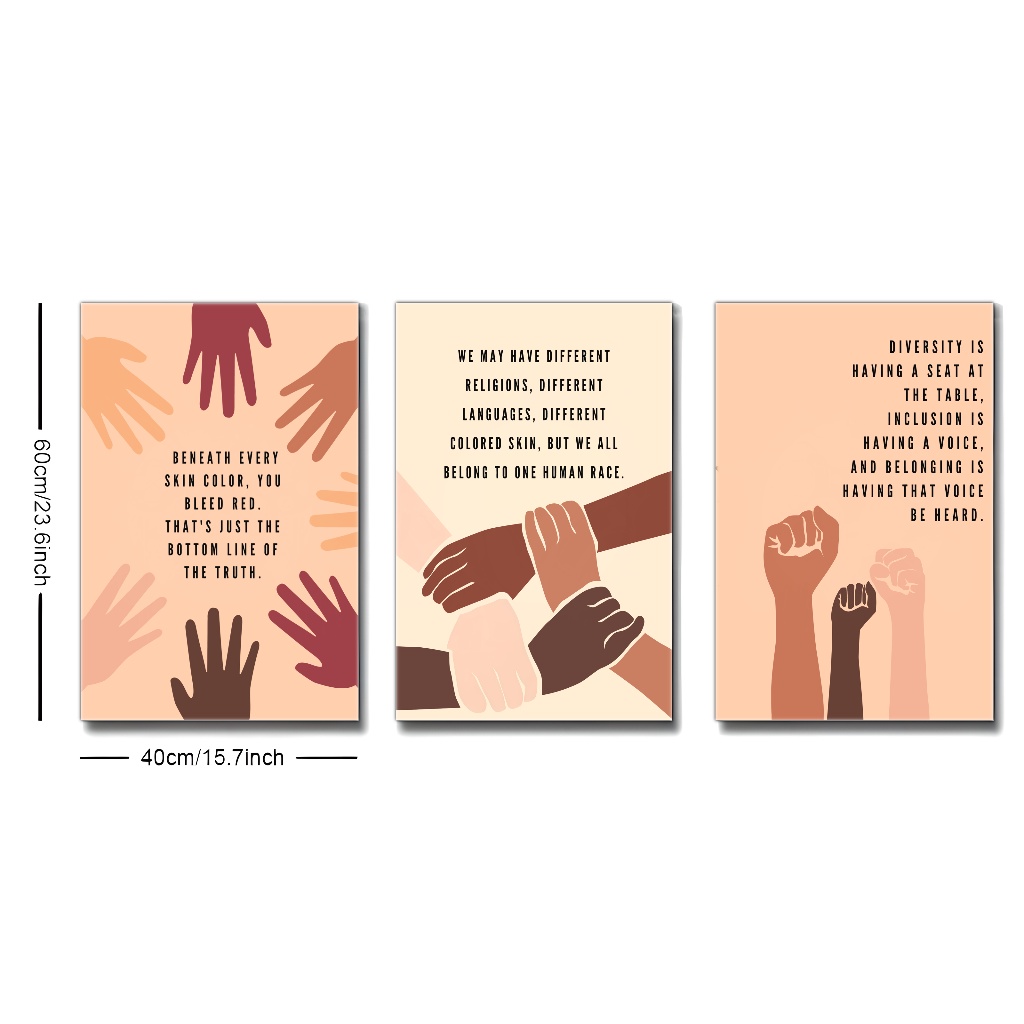 BENEATH EVERY
SKIN COLOR, YOU
BLEED RED.
THAT'S JUST THE
BOTTOM LINE OF
THE TRUTH.
WE MAY HAVE DIFFERENT
RELIGIONS, DIFFERENT
LANGUAGES, DIFFERENT
COLORED SKIN, BUT WE ALL
BELONG TO ONE HUMAN RACE.
DIVERSITY IS
HAVING A SEAT AT
THE TABLE,
INCLUSION IS
HAVING A VOICE,
AND BELONGING IS
HAVING THAT VOICE
BE HEARD.
60cm/23.6inch
40cm/15.7inch